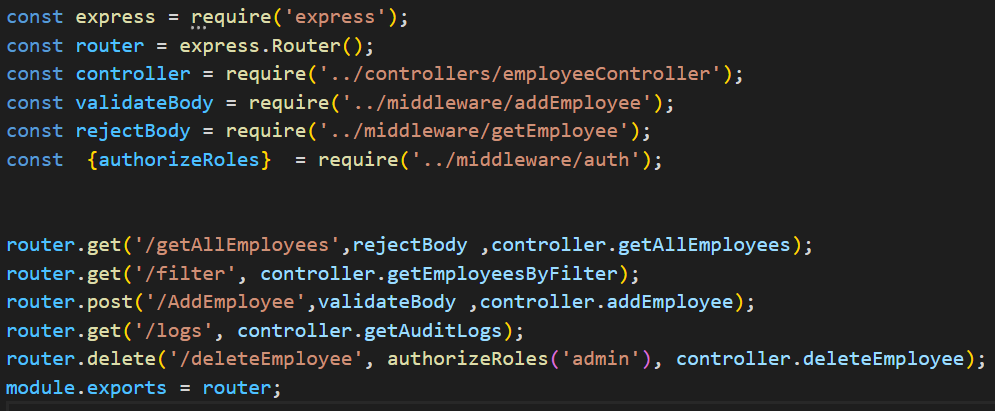 const express = require('express');
const router = express.Router();
const controller = require('../controllers/employeeController');
const validateBody = require('../middleware/addEmployee');
const rejectBody = require('../middleware/getEmployee');
const  {authorizeRoles}  = require('../middleware/auth');
router.get('/getAllEmployees',rejectBody ,controller.getAllEmployees);
router.get('/filter', controller.getEmployeesByFilter);
router.post('/AddEmployee',validateBody ,controller.addEmployee);
router.get('/logs', controller.getAuditLogs);
router.delete('/deleteEmployee', authorizeRoles('admin'), controller.deleteEmployee);
module.exports = router;